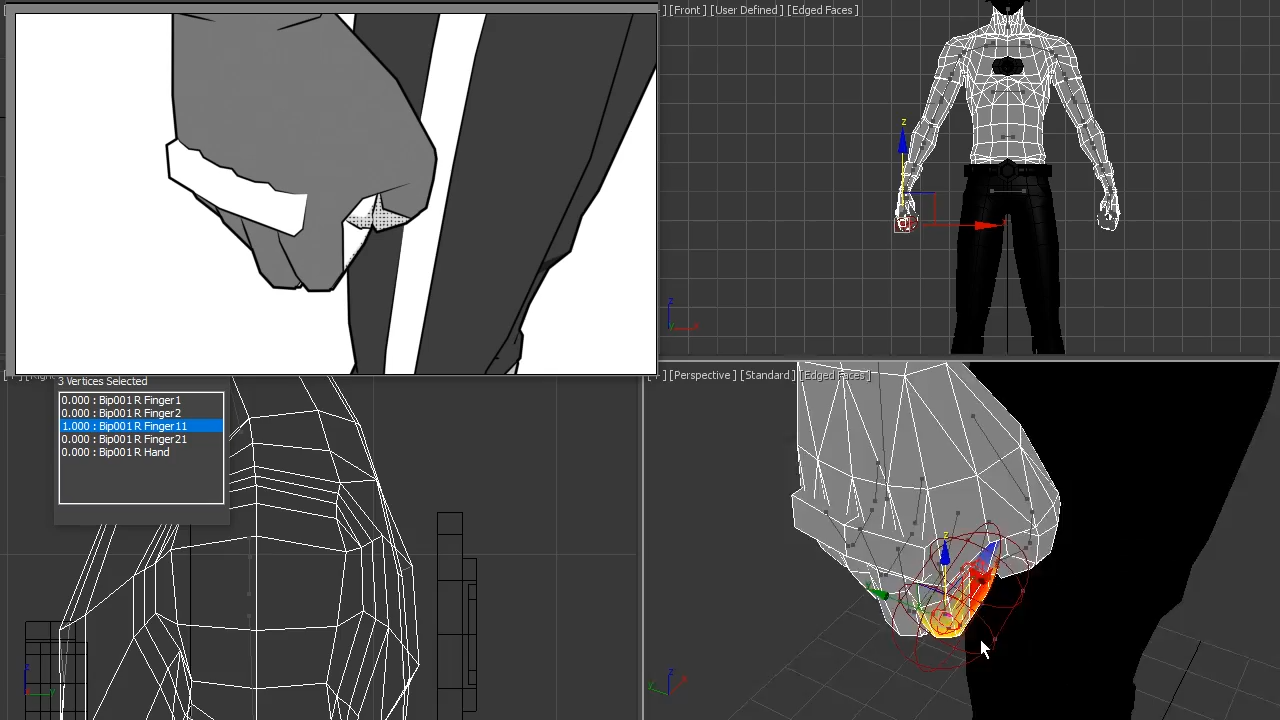 ] [Front ] [User Defined ] [Edged Faces ]
z
z
y
x
3 Vertices Selected
0.000 : Bip001 R Finger1
0.000 : Bip001 R Finger2
1.000 : Bip001 R Finger11
0.000 : Bip001 R Finger21
0.000 : Bip001 R Hand
[Perspective ] [Standard ] [Edged Faces ]
z
z
y
z
y